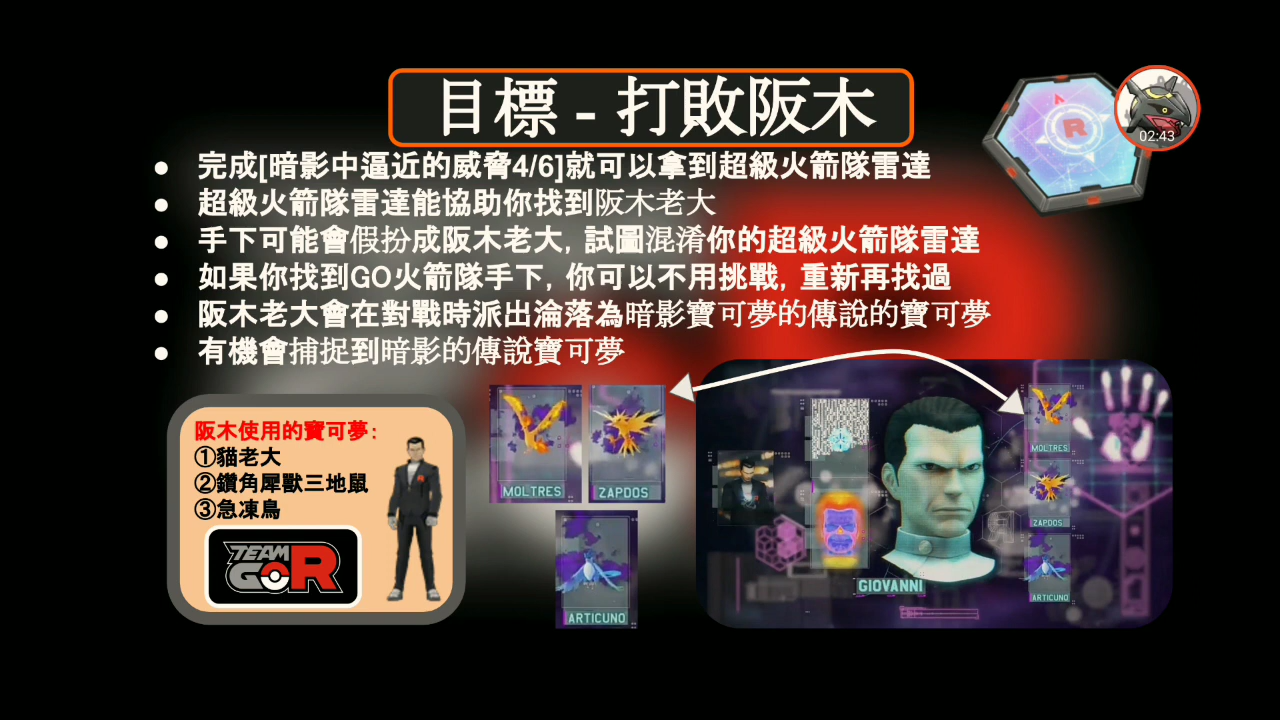 目標 - 打敗阪木
02:43
R
● 完成[暗影中逼近的威脅4/6]就可以拿到超級火箭隊雷達
● 超級火箭隊雷達能協助你找到阪木老大
● 手下可能會假扮成阪木老大, 試圖混淆你的超級火箭隊雷達
● 如果你找到GO火箭隊手下, 你可以不用挑戰, 重新再找過
● 阪木老大會在對戰時派出淪落為暗影寶可夢的傳說的寶可夢
● 有機會捕捉到暗影的傳說寶可夢
阪木使用的寶可夢:
①貓老大
②鑽角犀獸三地鼠
③急凍鳥
TEAM
GO R
MOLTRES
ZAPDOS
ARTICUNO
GIOVANNI
MOLTRES
ZAPDOS
ARTICUNO